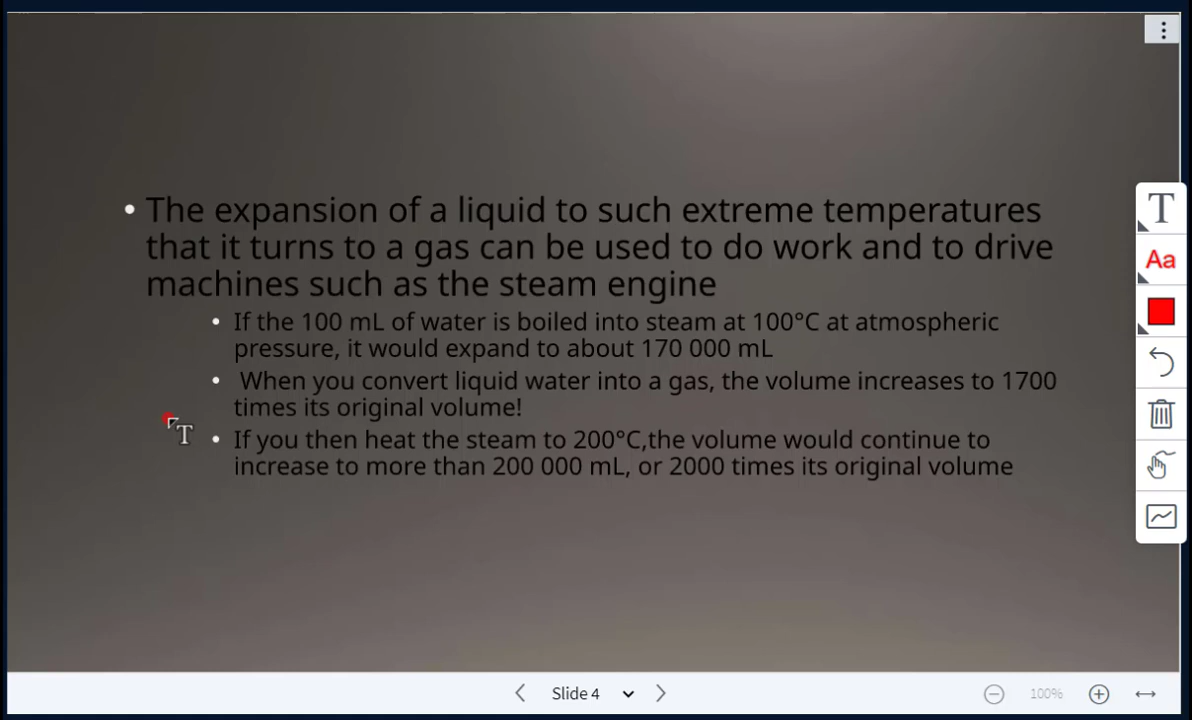 • The expansion of a liquid to such extreme temperatures
that it turns to a gas can be used to do work and to drive
machines such as the steam engine
• If the 100 mL of water is boiled into steam at 100°C at atmospheric
pressure, it would expand to about 170 000 mL
• When you convert liquid water into a gas, the volume increases to 1700
times its original volume!
• If you then heat the steam to 200°C,the volume would continue to
increase to more than 200 000 mL, or 2000 times its original volume
T
Aa
T
Slide 4
100%